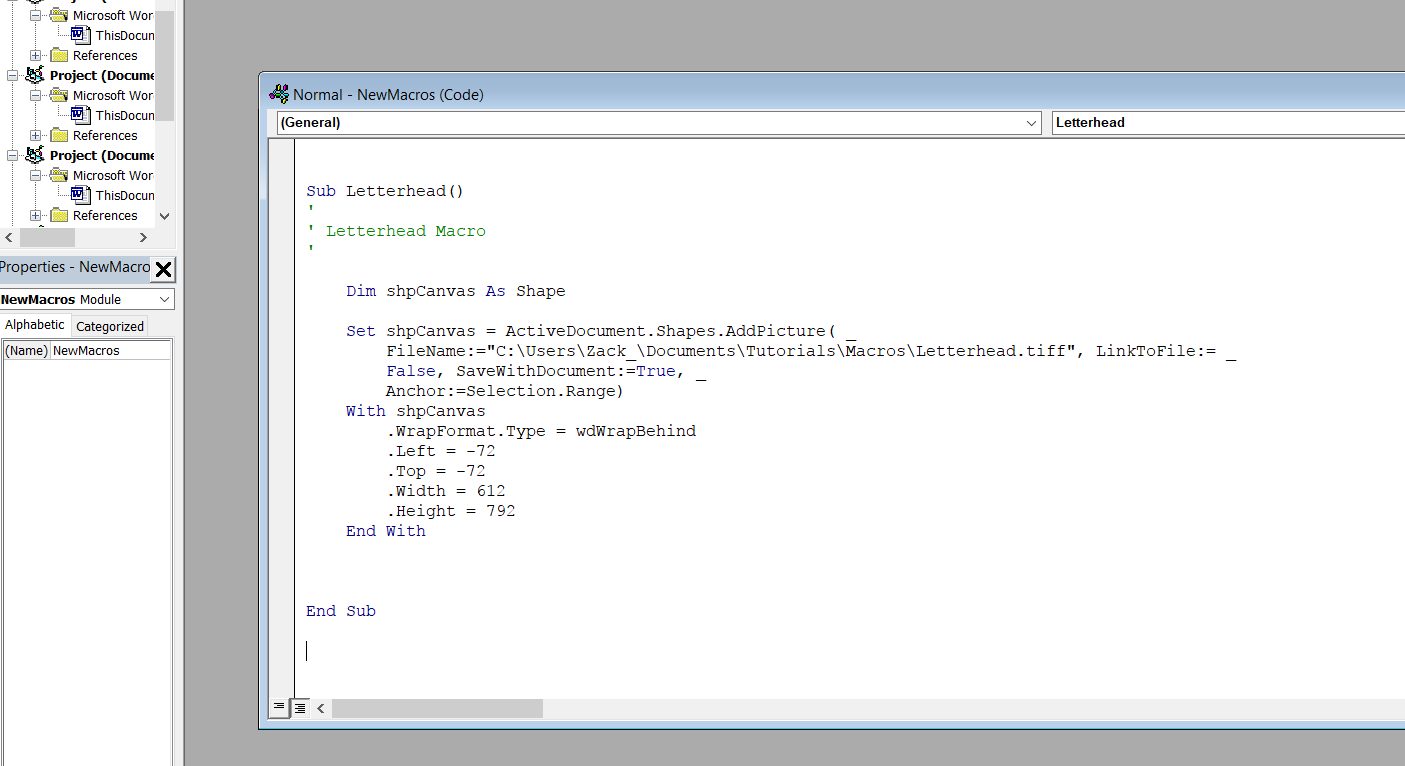 Microsoft Wor
ThisDocun
References
Project (Docume
Microsoft Wor
ThisDocun
References
Project (Docume
Microsoft Wor
ThisDocun
References
Properties - NewMacro
NewMacros Module
Alphabetic Categorized
(Name) NewMacros
Normal - NewMacros (Code)
(General) Letterhead
Sub Letterhead()
'
' Letterhead Macro
'
Dim shpCanvas As Shape
Set shpCanvas = ActiveDocument.Shapes.AddPicture( _
FileName:="C:\Users\Zack_\Documents\Tutorials\Macros\Letterhead.tiff", LinkToFile:= _
False, SaveWithDocument:=True, _
Anchor:=Selection.Range)
With shpCanvas
.WrapFormat.Type = wdWrapBehind
.Left = -72
.Top = -72
.Width = 612
.Height = 792
End With
End Sub